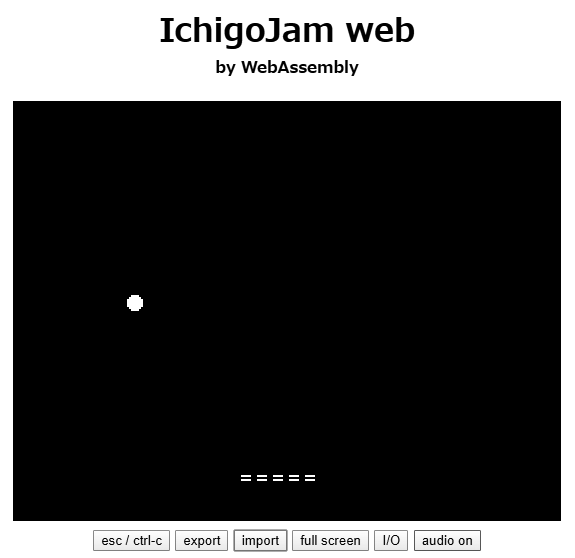 IchigoJam web
by WebAssembly
=====
esc / ctrl-c export import full screen I/O audio on